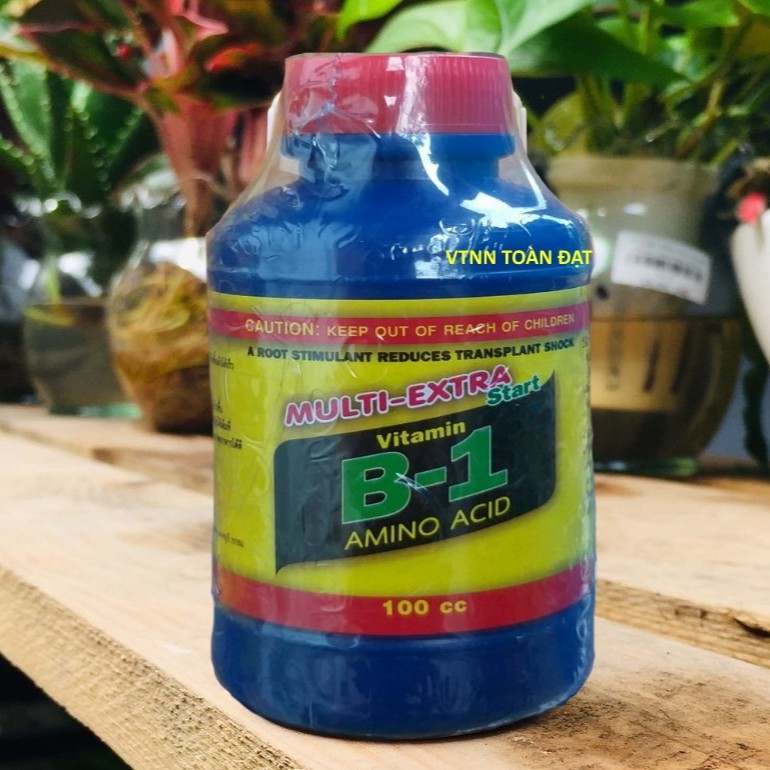 VTNN TOÀN ĐẠT
CAUTION: KEEP OUT OF REACH OF CHILDREN
A ROOT STIMULANT REDUCES TRANSPLANT SHOCK
MULTI-EXTRA
Start
Vitamin
B-1
AMINO ACID
100 cc